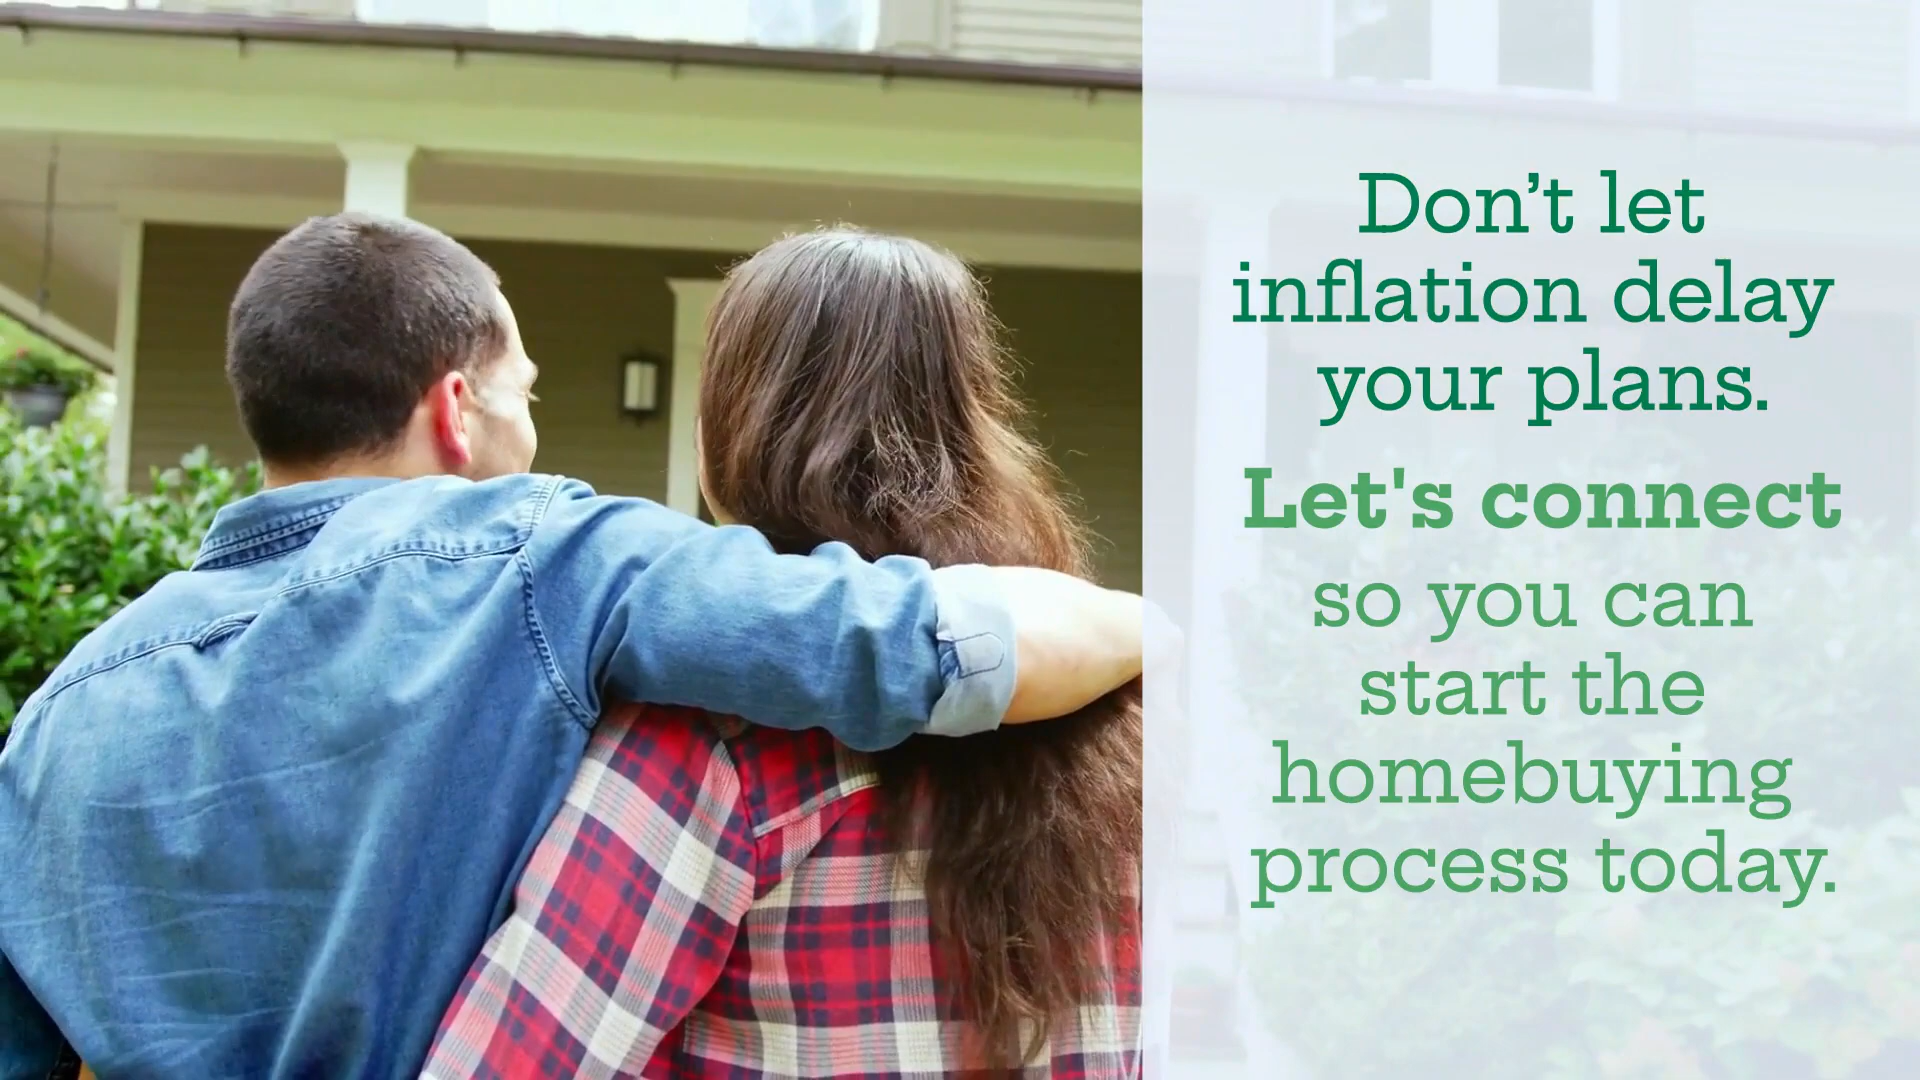 Don’t let
inflation delay
your plans.
Let's connect
so you can
start the
homebuying
process today.